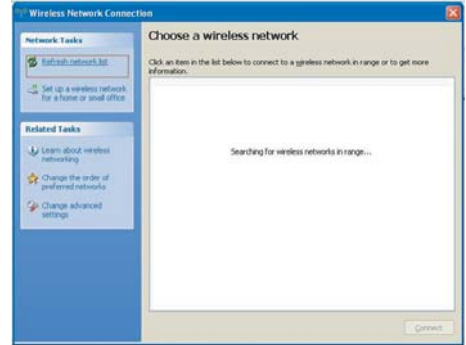 Wireless Network Connection
Network Tasks
Refresh network list
Set up a wireless network
for a home or small office
Related Tasks
Learn about wireless
networking
Change the order of
preferred networks
Change advanced
settings
Choose a wireless network
Click an item in the list below to connect to a wireless network in range or to get more
information.
Searching for wireless networks in range...
Connect